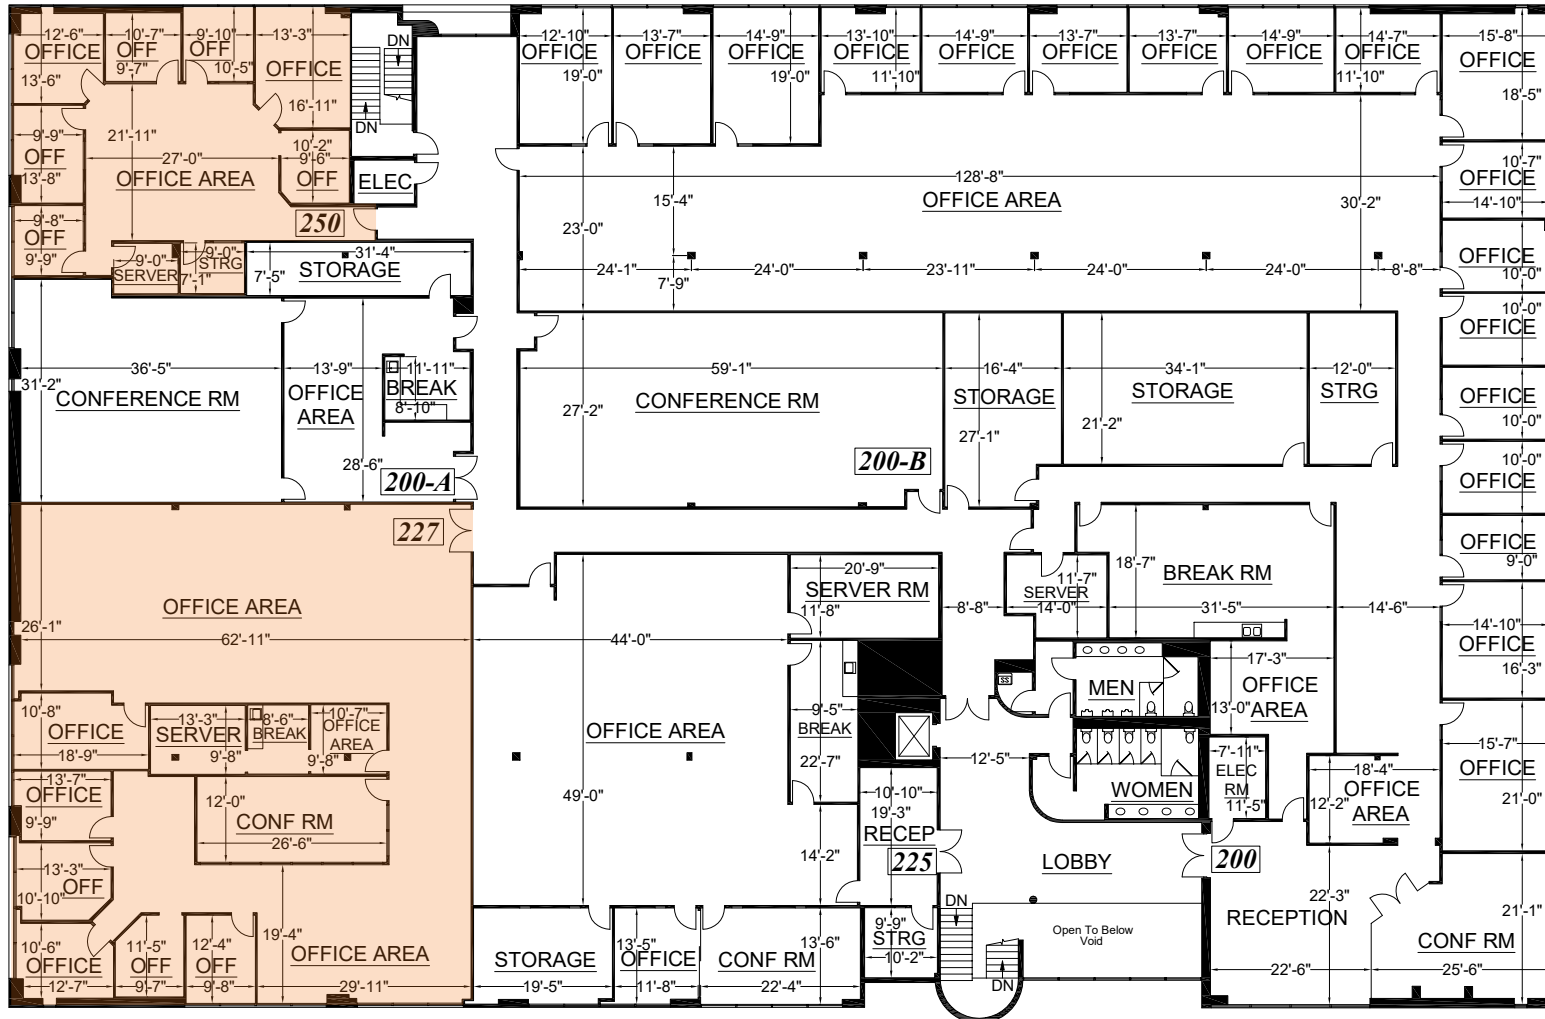 12'-6"
OFFICE
13'-6"
10'-7"
OFF
9'-7"
9'-10"
OFF
10'-5"
13'-3"
OFFICE
16'-11"
DN
DN
ELEC
9'-9"
OFF
13'-8"
21'-11"
27'-0"
OFFICE AREA
10'-2"
9'-6"
OFF
250
9'-8"
OFF
9'-9"
9'-0"
SERVER
9'-0"
STRG
7'-1"
31'-4"
STORAGE
7'-5"
12'-10"
OFFICE
19'-0"
13'-7"
OFFICE
14'-9"
OFFICE
19'-0"
13'-10"
OFFICE
11'-10"
14'-9"
OFFICE
13'-7"
OFFICE
13'-7"
OFFICE
14'-9"
OFFICE
14'-7"
OFFICE
11'-10"
15'-8"
OFFICE
18'-5"
10'-7"
OFFICE
14'-10"
OFFICE
10'-0"
10'-0"
OFFICE
OFFICE
10'-0"
10'-0"
OFFICE
OFFICE
9'-0"
14'-10"
OFFICE
16'-3"
15'-7"
OFFICE
21'-0"
128'-8"
OFFICE AREA
15'-4"
23'-0"
30'-2"
24'-1"
24'-0"
23'-11"
24'-0"
24'-0"
8'-8"
7'-9"
36'-5"
31'-2"
CONFERENCE RM
13'-9"
OFFICE
AREA
28'-6"
11'-11"
BREAK
8'-10"
200-A
59'-1"
CONFERENCE RM
27'-2"
200-B
16'-4"
STORAGE
27'-1"
34'-1"
STORAGE
21'-2"
12'-0"
STRG
227
OFFICE AREA
26'-1"
62'-11"
10'-8"
OFFICE
18'-9"
13'-3"
SERVER
9'-8"
8'-6"
BREAK
10'-7"
OFFICE
AREA
9'-8"
13'-7"
OFFICE
9'-9"
12'-0"
CONF RM
26'-6"
13'-3"
OFF
10'-10"
10'-6"
OFFICE
12'-7"
11'-5"
OFF
9'-7"
12'-4"
OFF
9'-8"
19'-4"
OFFICE AREA
29'-11"
44'-0"
OFFICE AREA
49'-0"
20'-9"
SERVER RM
11'-8"
9'-5"
BREAK
22'-7"
14'-2"
10'-10"
19'-3"
RECEP
225
STORAGE
19'-5"
13'-5"
OFFICE
11'-8"
13'-6"
CONF RM
22'-4"
9'-9"
STRG
10'-2"
8'-8"
11'-7"
SERVER
14'-0"
18'-7"
BREAK RM
31'-5"
14'-6"
MEN
WOMEN
12'-5"
LOBBY
DN
DN
Open To Below
Void
17'-3"
OFFICE
AREA
13'-0"
7'-11"
ELEC
RM
11'-5"
18'-4"
OFFICE
AREA
12'-2"
200
22'-3"
RECEPTION
22'-6"
21'-1"
CONF RM
25'-6"